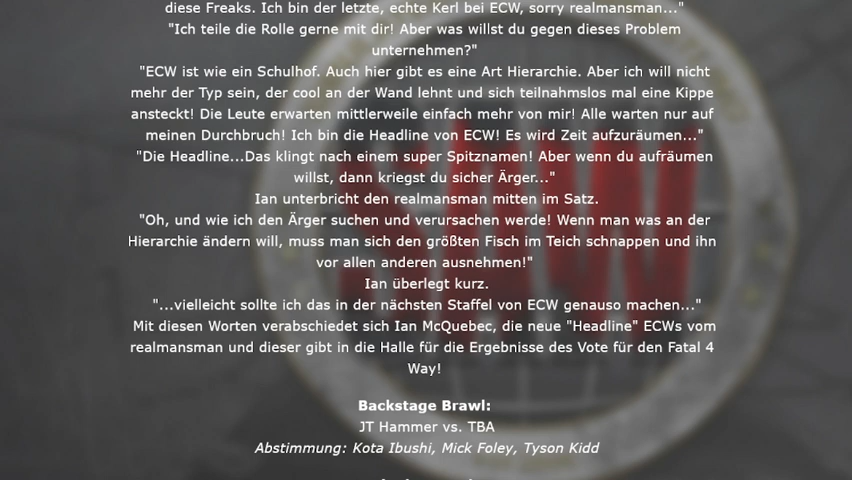 diese Freaks. Ich bin der letzte, echte Kerl bei ECW, sorry realmansman..."
"Ich teile die Rolle gerne mit dir! Aber was willst du gegen dieses Problem
unternehmen?"
"ECW ist wie ein Schulhof. Auch hier gibt es eine Art Hierarchie. Aber ich will nicht
mehr der Typ sein, der cool an der Wand lehnt und sich teilnahmslos mal eine Kippe
ansteckt! Die Leute erwarten mittlerweile einfach mehr von mir! Alle warten nur auf
meinen Durchbruch! Ich bin die Headline von ECW! Es wird Zeit aufzuräumen..."
"Die Headline...Das klingt nach einem super Spitznamen! Aber wenn du aufräumen
willst, dann kriegst du sicher Ärger..."
Ian unterbricht den realmansman mitten im Satz.
"Oh, und wie ich den Ärger suchen und verursachen werde! Wenn man was an der
Hierarchie ändern will, muss man sich den größten Fisch im Teich schnappen und ihn
vor allen anderen ausnehmen!"
Ian überlegt kurz.
"...vielleicht sollte ich das in der nächsten Staffel von ECW genauso machen..."
Mit diesen Worten verabschiedet sich Ian McQuebec, die neue "Headline" ECWs vom
realmansman und dieser gibt in die Halle für die Ergebnisse des Vote für den Fatal 4
Way!
Backstage Brawl:
JT Hammer vs. TBA
Abstimmung: Kota Ibushi, Mick Foley, Tyson Kidd